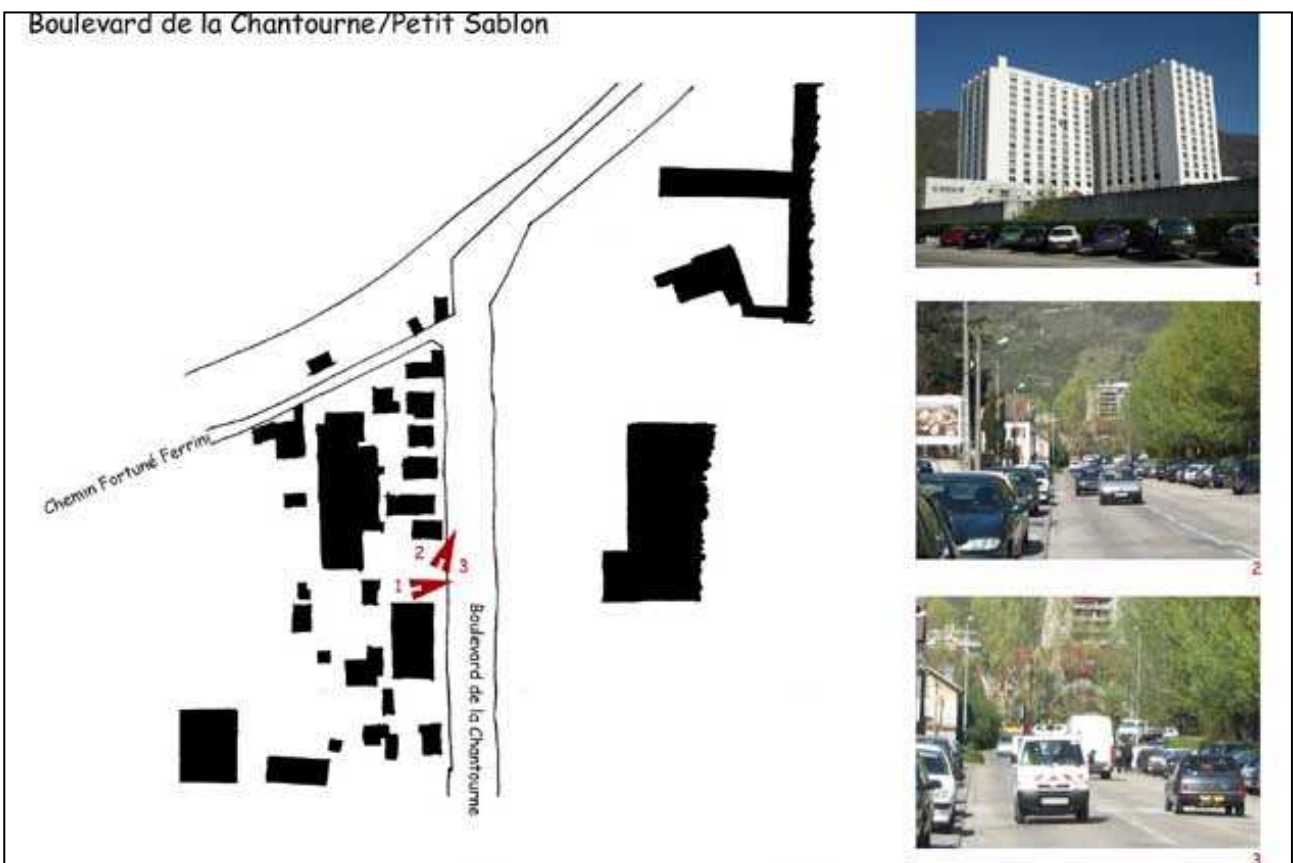 Boulevard de la Chantourne/Petit Sablon
1
Chemin Fortuné Ferrini
2
3
1
2
Boulevard de la Chantourne
3